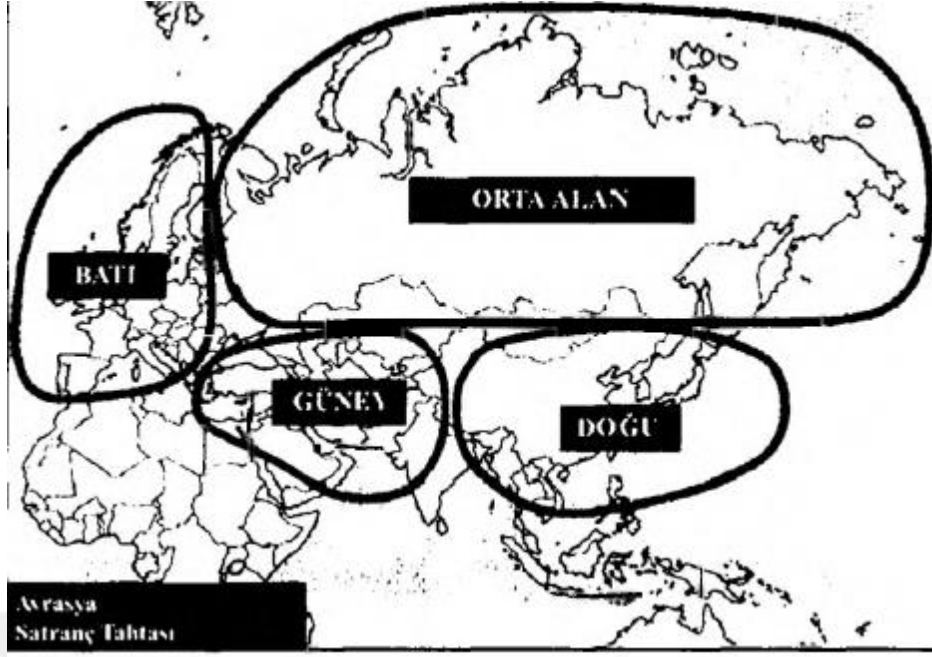 ORTA ALAN
BATI
GÜNEY
DOĞU
Avrasya
Satranç Tahtası